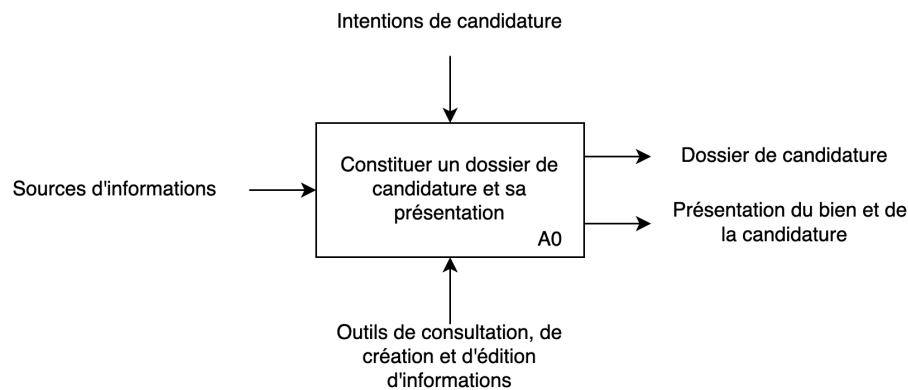 Intentions de candidature
Constituer un dossier de
candidature et sa
présentation
A0
Sources d'informations
Dossier de candidature
Présentation du bien et de
la candidature
Outils de consultation, de
création et d'édition
d'informations